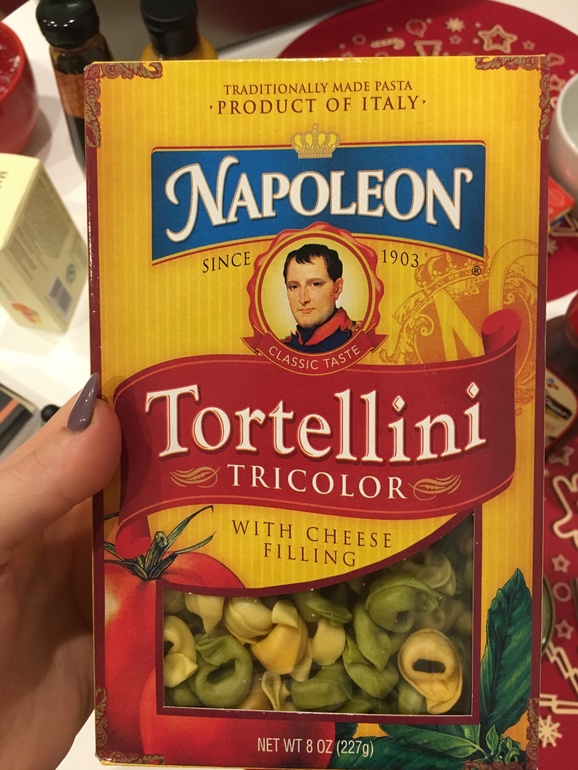 TRADITIONALLY MADE PASTA
·PRODUCT OF ITALY·
NAPOLEON
SINCE 1903
®
CLASSIC TASTE
N
Tortellini
TRICOLOR
WITH CHEESE
FILLING
NET WT 8 OZ (227g)